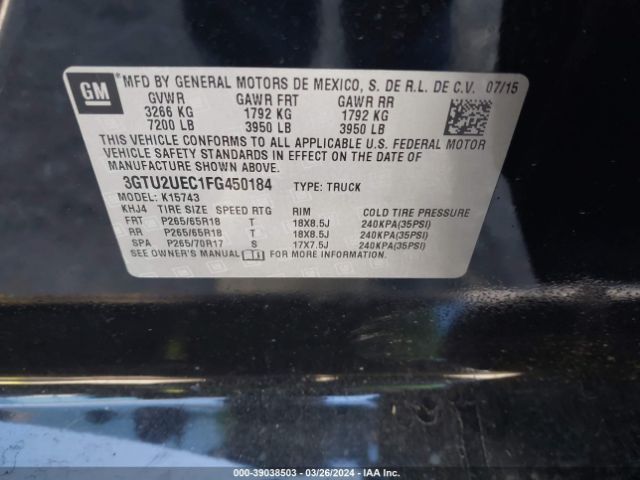 GM MFD BY GENERAL MOTORS DE MEXICO, S. DE R.L. DE C.V. 07/15
GVWR GAWR FRT GAWR RR
3266 KG 1792 KG 1792 KG
7200 LB 3950 LB 3950 LB
THIS VEHICLE CONFORMS TO ALL APPLICABLE U.S. FEDERAL MOTOR
VEHICLE SAFETY STANDARDS IN EFFECT ON THE DATE OF
MANUFACTURE SHOWN ABOVE.
3GTU2UEC1FG450184 TYPE: TRUCK
MODEL: K15743
KHJ4 TIRE SIZE SPEED RTG RIM COLD TIRE PRESSURE
FRT P265/65R18 T 18X8.5J 240KPA(35PSI)
RR P265/65R18 T 18X8.5J 240KPA(35PSI)
SPA P265/70R17 S 17X7.5J 240KPA(35PSI)
SEE OWNER'S MANUAL FOR MORE INFORMATION.
000-39038503 — 03/26/2024 — IAA Inc.